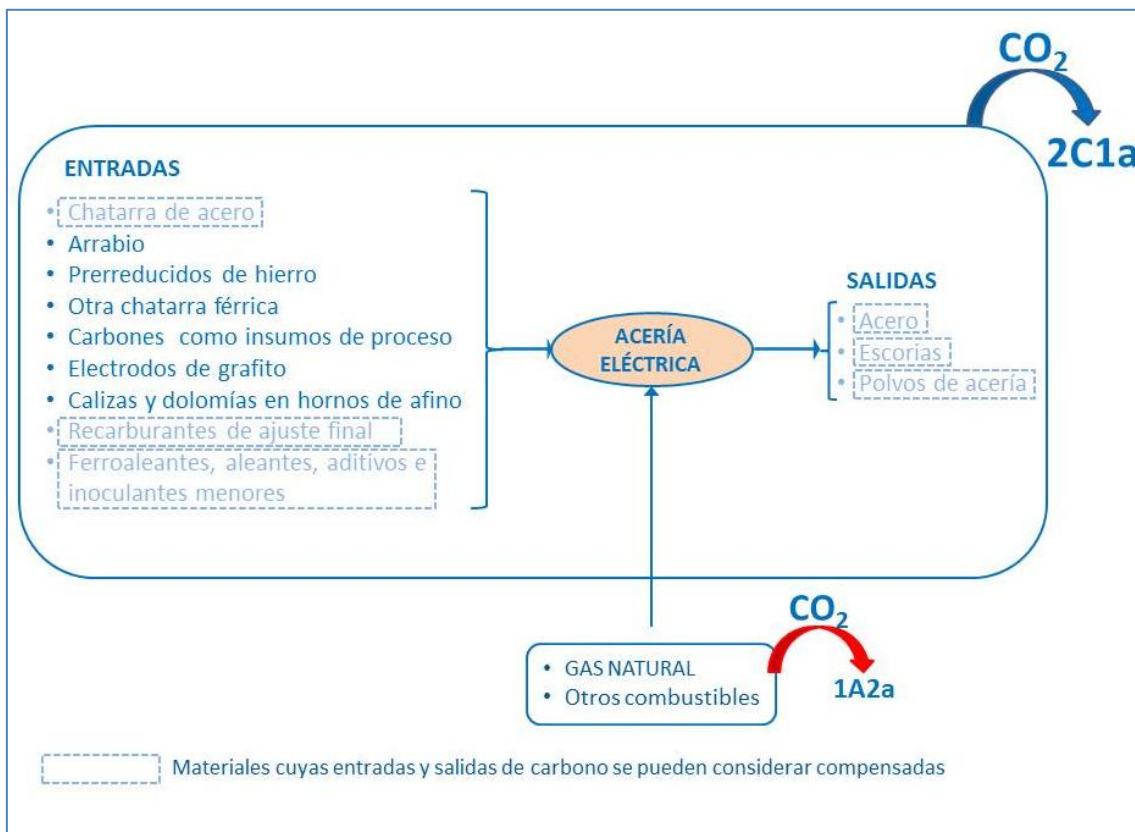 CO2
2C1a
ENTRADAS
• Chatarra de acero
• Arrabio
• Prerreducidos de hierro
• Otra chatarra férrica
• Carbones como insumos de proceso
• Electrodos de grafito
• Calizas y dolomías en hornos de afino
• Recarburantes de ajuste final
• Ferroaleantes, aleantes, aditivos e
inoculantes menores
ACERÍA
ELÉCTRICA
SALIDAS
• Acero
• Escorias
• Polvos de acería
• GAS NATURAL
• Otros combustibles
CO2
1A2a
Materiales cuyas entradas y salidas de carbono se pueden considerar compensadas